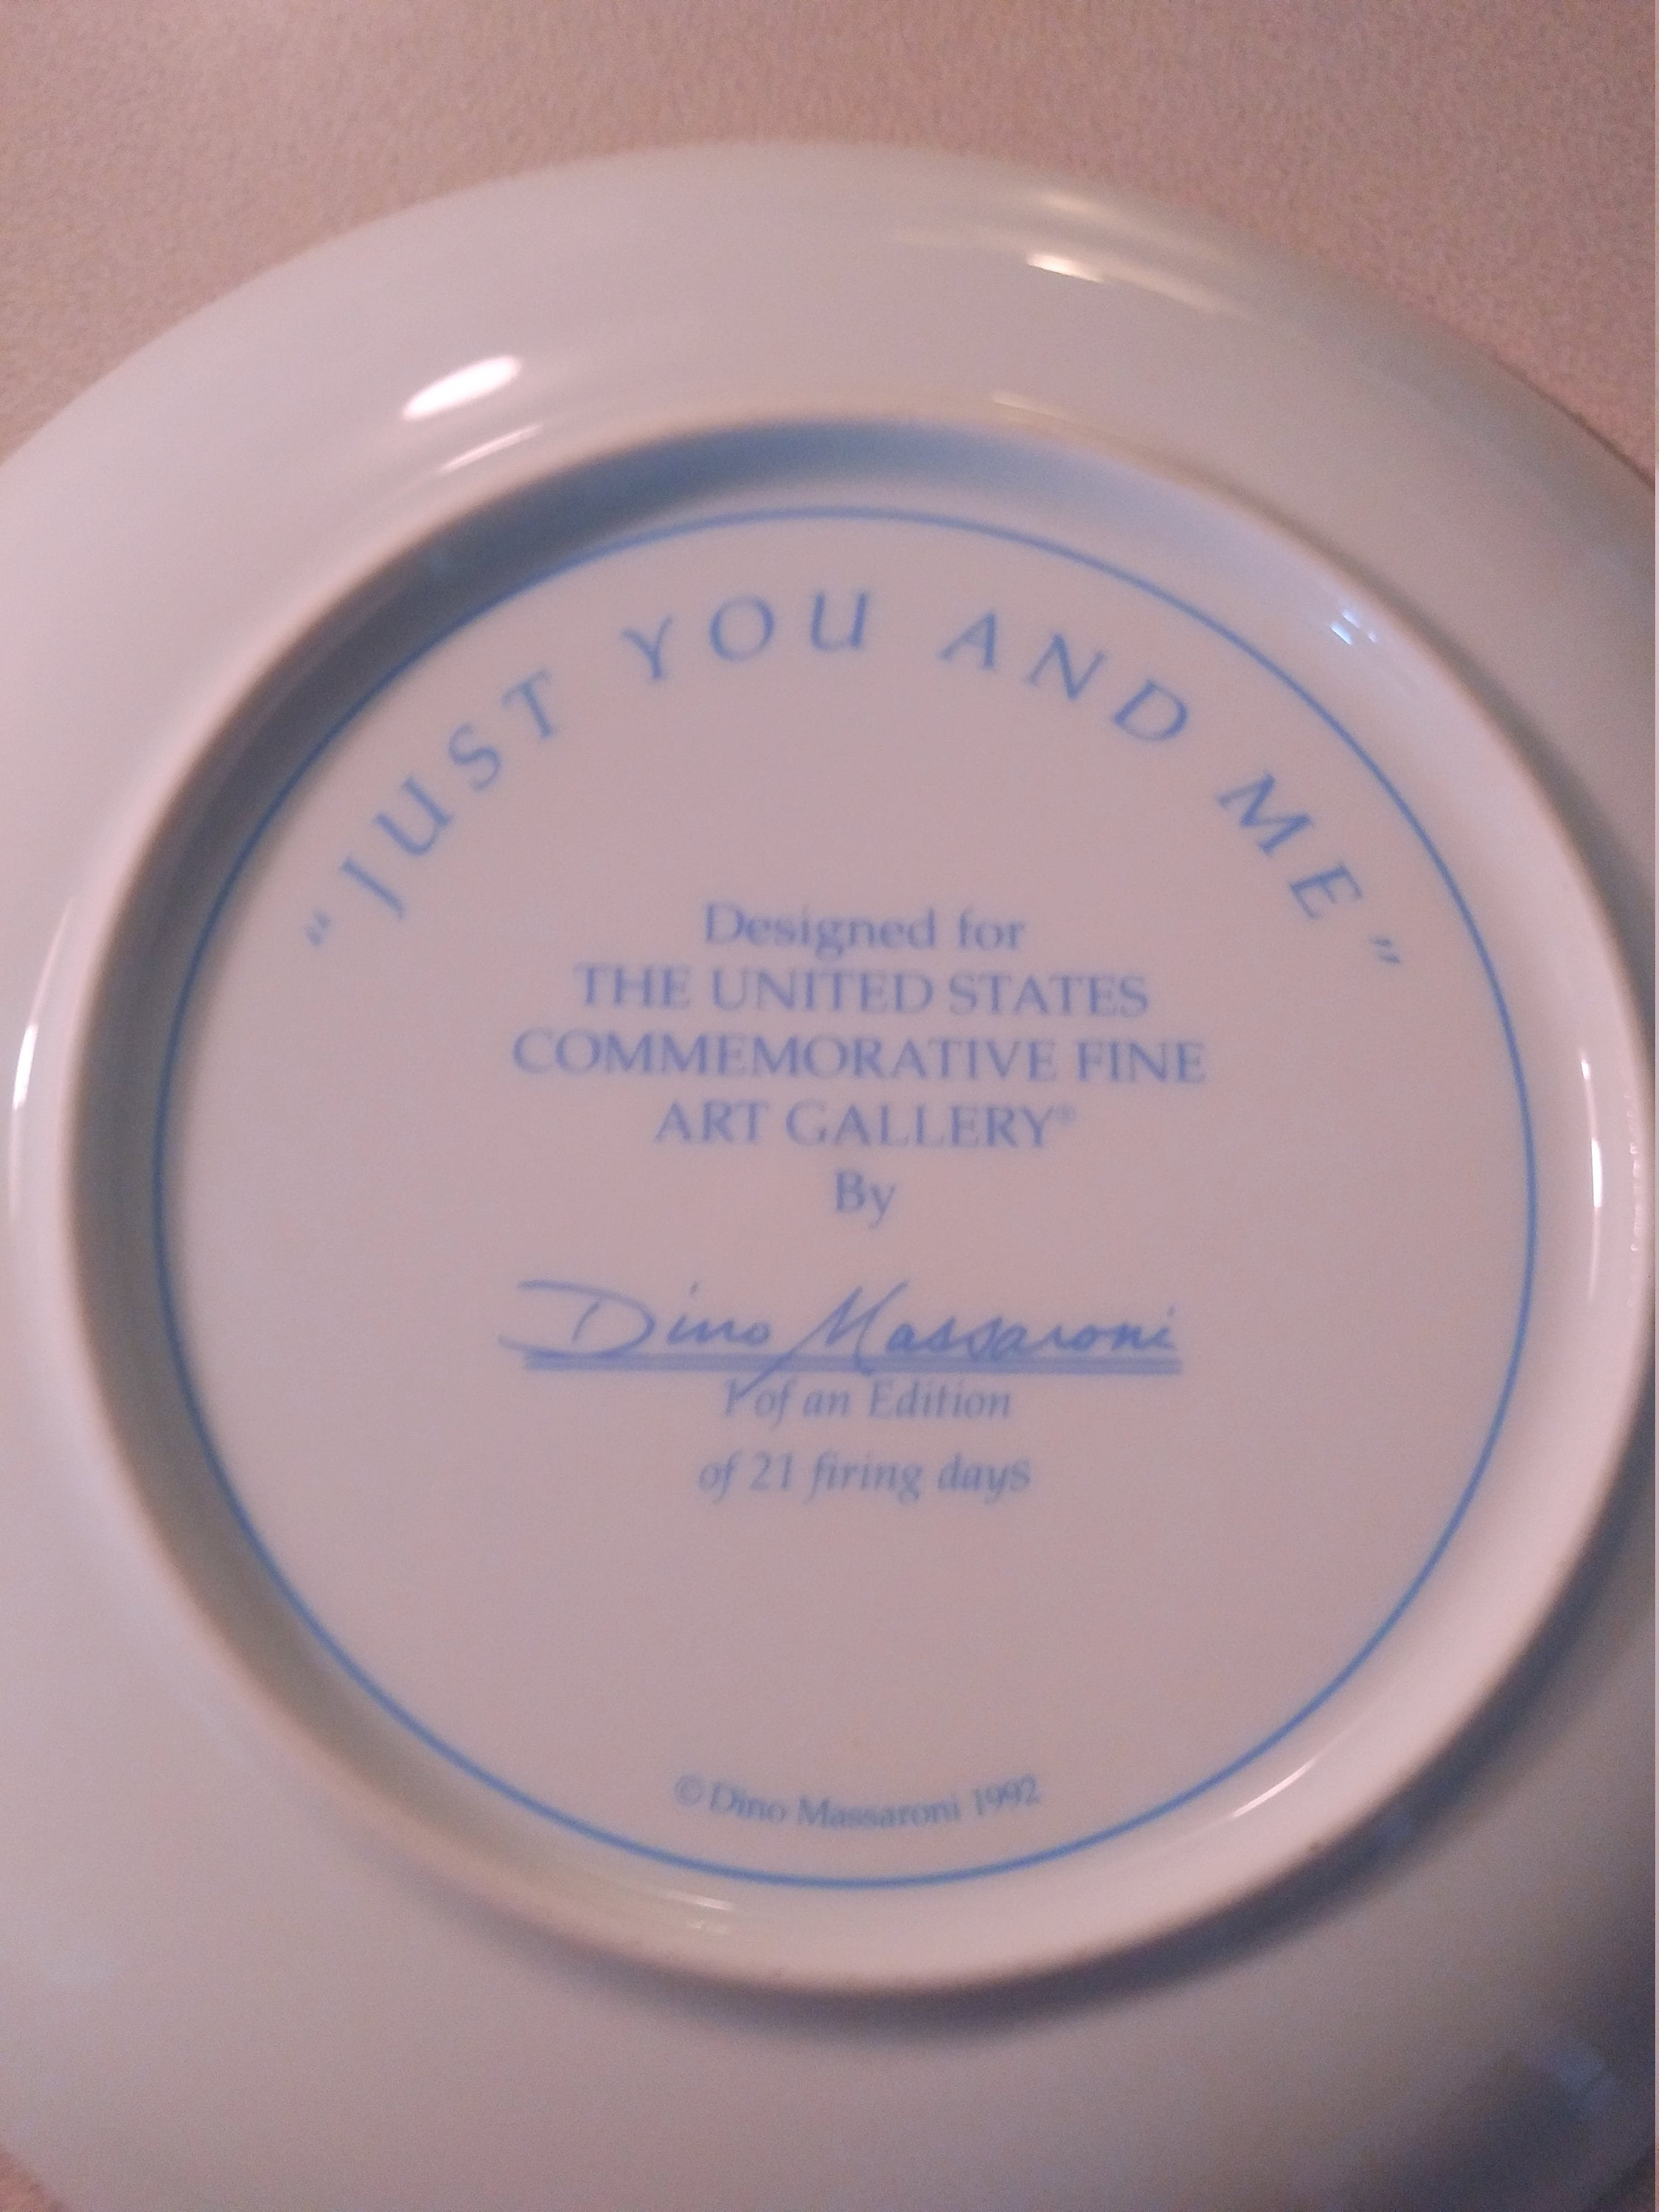 “JUST YOU AND ME”
Designed for
THE UNITED STATES
COMMEMORATIVE FINE
ART GALLERY®
By
Dino Massaroni
1 of an Edition
of 21 firing days
© Dino Massaroni 1992